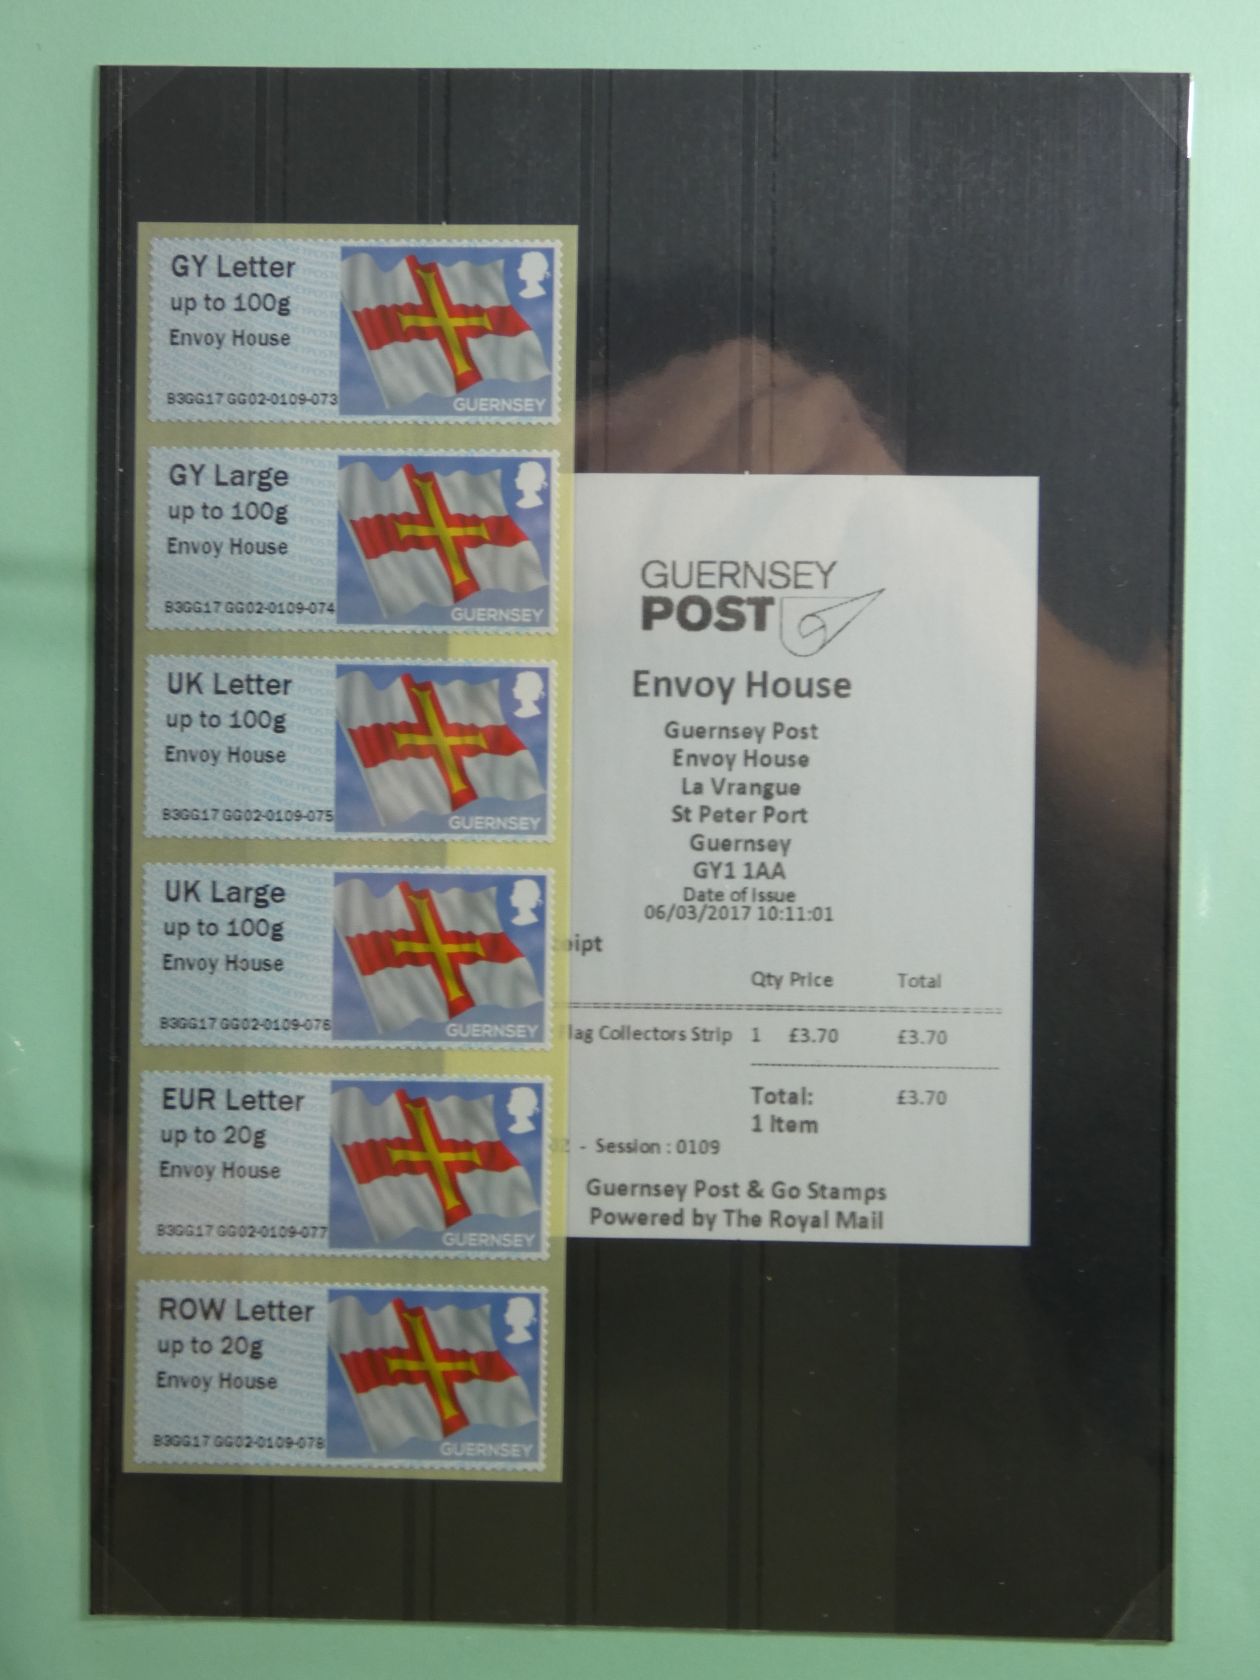 GY Letter
up to 100g
Envoy House
B3GG17 GG02-0109-073
GUERNSEY
GY Large
up to 100g
Envoy House
B3GG17 GG02-0109-074
GUERNSEY
UK Letter
up to 100g
Envoy House
B3GG17 GG02-0109-075
GUERNSEY
UK Large
up to 100g
Envoy House
B3GG17 GG02-0109-076
GUERNSEY
EUR Letter
up to 20g
Envoy House
B3GG17 GG02-0109-077
GUERNSEY
ROW Letter
up to 20g
Envoy House
B3GG17 GG02-0109-078
GUERNSEY
GUERNSEY
POST
Envoy House
Guernsey Post
Envoy House
La Vrangue
St Peter Port
Guernsey
GY1 1AA
Date of Issue
06/03/2017 10:11:01
eipt
Qty Price Total
Flag Collectors Strip 1 £3.70 £3.70
Total: £3.70
1 Item
02 - Session : 0109
Guernsey Post & Go Stamps
Powered by The Royal Mail